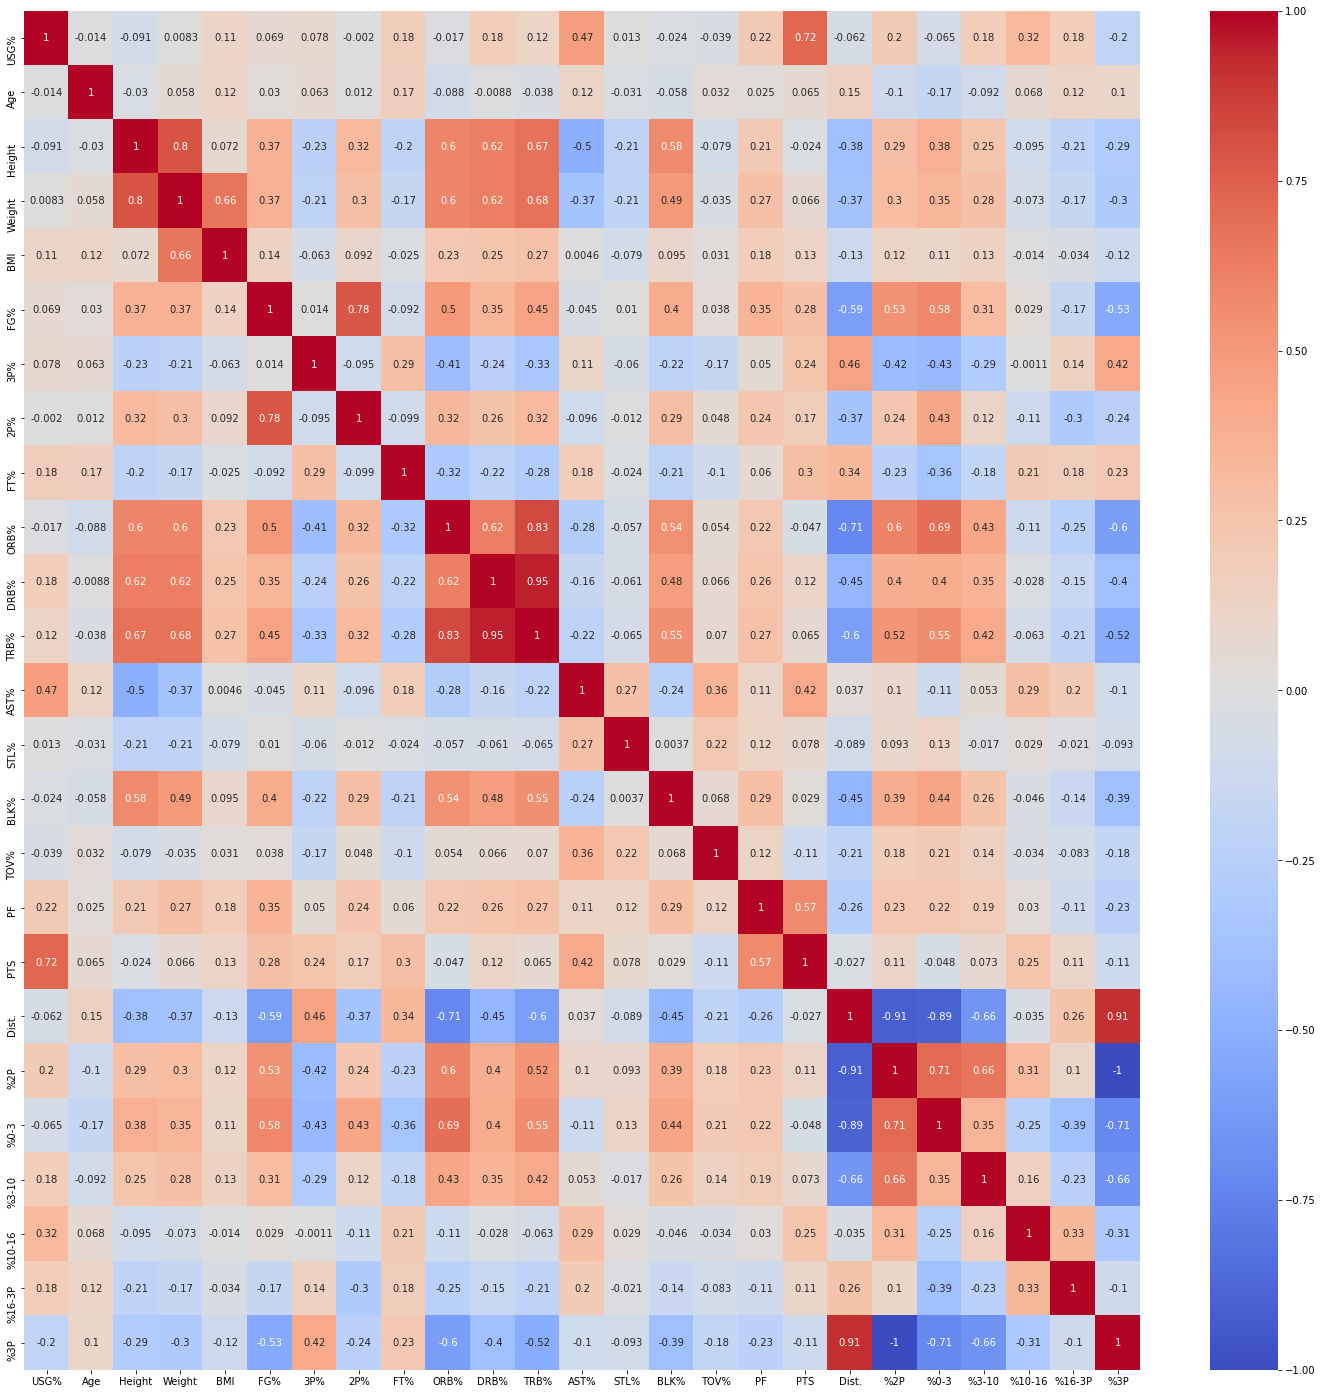 USG% 1 -0.014 -0.091 0.0083 0.11 0.069 0.078 -0.002 0.18 -0.017 0.18 0.12 0.47 0.013 -0.024 -0.039 0.22 0.72 -0.062 0.2 -0.065 0.18 0.32 0.18 -0.2
Age -0.014 1 -0.03 0.058 0.12 0.03 0.063 0.012 0.17 -0.088 -0.0088 -0.038 0.12 -0.031 -0.058 0.032 0.025 0.065 0.15 -0.1 -0.17 -0.092 0.068 0.12 0.1
Height -0.091 -0.03 1 0.8 0.072 0.37 -0.23 0.32 -0.2 0.6 0.62 0.67 -0.5 -0.21 0.58 -0.079 0.21 -0.024 -0.38 0.29 0.38 0.25 -0.095 -0.21 -0.29
Weight 0.0083 0.058 0.8 1 0.66 0.37 -0.21 0.3 -0.17 0.6 0.62 0.68 -0.37 -0.21 0.49 -0.035 0.27 0.066 -0.37 0.3 0.35 0.28 -0.073 -0.17 -0.3
BMI 0.11 0.12 0.072 0.66 1 0.14 -0.063 0.092 -0.025 0.23 0.25 0.27 0.0046 -0.079 0.095 0.031 0.18 0.13 -0.13 0.12 0.11 0.13 -0.014 -0.034 -0.12
FG% 0.069 0.03 0.37 0.37 0.14 1 0.014 0.78 -0.092 0.5 0.35 0.45 -0.045 0.01 0.4 0.038 0.35 0.28 -0.59 0.53 0.58 0.31 0.029 -0.17 -0.53
3P% 0.078 0.063 -0.23 -0.21 -0.063 0.014 1 -0.095 0.29 -0.41 -0.24 -0.33 0.11 -0.06 -0.22 -0.17 0.05 0.24 0.46 -0.42 -0.43 -0.29 -0.0011 0.14 0.42
2P% -0.002 0.012 0.32 0.3 0.092 0.78 -0.095 1 -0.099 0.32 0.26 0.32 -0.096 -0.012 0.29 0.048 0.24 0.17 -0.37 0.24 0.43 0.12 -0.11 -0.3 -0.24
FT% 0.18 0.17 -0.2 -0.17 -0.025 -0.092 0.29 -0.099 1 -0.32 -0.22 -0.28 0.18 -0.024 -0.21 -0.1 0.06 0.3 0.34 -0.23 -0.36 -0.18 0.21 0.18 0.23
ORB% -0.017 -0.088 0.6 0.6 0.23 0.5 -0.41 0.32 -0.32 1 0.62 0.83 -0.28 -0.057 0.54 0.054 0.22 -0.047 -0.71 0.6 0.69 0.43 -0.11 -0.25 -0.6
DRB% 0.18 -0.0088 0.62 0.62 0.25 0.35 -0.24 0.26 -0.22 0.62 1 0.95 -0.16 -0.061 0.48 0.066 0.26 0.12 -0.45 0.4 0.4 0.35 -0.028 -0.15 -0.4
TRB% 0.12 -0.038 0.67 0.68 0.27 0.45 -0.33 0.32 -0.28 0.83 0.95 1 -0.22 -0.065 0.55 0.07 0.27 0.065 -0.6 0.52 0.55 0.42 -0.063 -0.21 -0.52
AST% 0.47 0.12 -0.5 -0.37 0.0046 -0.045 0.11 -0.096 0.18 -0.28 -0.16 -0.22 1 0.27 -0.24 0.36 0.11 0.42 0.037 0.1 -0.11 0.053 0.29 0.2 -0.1
STL% 0.013 -0.031 -0.21 -0.21 -0.079 0.01 -0.06 -0.012 -0.024 -0.057 -0.061 -0.065 0.27 1 0.0037 0.22 0.12 0.078 -0.089 0.093 0.13 -0.017 0.029 -0.021 -0.093
BLK% -0.024 -0.058 0.58 0.49 0.095 0.4 -0.22 0.29 -0.21 0.54 0.48 0.55 -0.24 0.0037 1 0.068 0.29 0.029 -0.45 0.39 0.44 0.26 -0.046 -0.14 -0.39
TOV% -0.039 0.032 -0.079 -0.035 0.031 0.038 -0.17 0.048 -0.1 0.054 0.066 0.07 0.36 0.22 0.068 1 0.12 -0.11 -0.21 0.18 0.21 0.14 -0.034 -0.083 -0.18
PF 0.22 0.025 0.21 0.27 0.18 0.35 0.05 0.24 0.06 0.22 0.26 0.27 0.11 0.12 0.29 0.12 1 0.57 -0.26 0.23 0.22 0.19 0.03 -0.11 -0.23
PTS 0.72 0.065 -0.024 0.066 0.13 0.28 0.24 0.17 0.3 -0.047 0.12 0.065 0.42 0.078 0.029 -0.11 0.57 1 -0.027 0.11 -0.048 0.073 0.25 0.11 -0.11
Dist. -0.062 0.15 -0.38 -0.37 -0.13 -0.59 0.46 -0.37 0.34 -0.71 -0.45 -0.6 0.037 -0.089 -0.45 -0.21 -0.26 -0.027 1 -0.91 -0.89 -0.66 -0.035 0.26 0.91
%2P 0.2 -0.1 0.29 0.3 0.12 0.53 -0.42 0.24 -0.23 0.6 0.4 0.52 0.1 0.093 0.39 0.18 0.23 0.11 -0.91 1 0.71 0.66 0.31 0.1 -1
%0-3 -0.065 -0.17 0.38 0.35 0.11 0.58 -0.43 0.43 -0.36 0.69 0.4 0.55 -0.11 0.13 0.44 0.21 0.22 -0.048 -0.89 0.71 1 0.35 -0.25 -0.39 -0.71
%3-10 0.18 -0.092 0.25 0.28 0.13 0.31 -0.29 0.12 -0.18 0.43 0.35 0.42 0.053 -0.017 0.26 0.14 0.19 0.073 -0.66 0.66 0.35 1 0.16 -0.23 -0.66
%10-16 0.32 0.068 -0.095 -0.073 -0.014 0.029 -0.0011 -0.11 0.21 -0.11 -0.028 -0.063 0.29 0.029 -0.046 -0.034 0.03 0.25 -0.035 0.31 -0.25 0.16 1 0.33 -0.31
%16-3P 0.18 0.12 -0.21 -0.17 -0.034 -0.17 0.14 -0.3 0.18 -0.25 -0.15 -0.21 0.2 -0.021 -0.14 -0.083 -0.11 0.11 0.26 0.1 -0.39 -0.23 0.33 1 -0.1
%3P -0.2 0.1 -0.29 -0.3 -0.12 -0.53 0.42 -0.24 0.23 -0.6 -0.4 -0.52 -0.1 -0.093 -0.39 -0.18 -0.23 -0.11 0.91 -1 -0.71 -0.66 -0.31 -0.1 1
USG% Age Height Weight BMI FG% 3P% 2P% FT% ORB% DRB% TRB% AST% STL% BLK% TOV% PF PTS Dist. %2P %0-3 %3-10 %10-16 %16-3P %3P
1.00
0.75
0.50
0.25
0.00
−0.25
−0.50
−0.75
−1.00